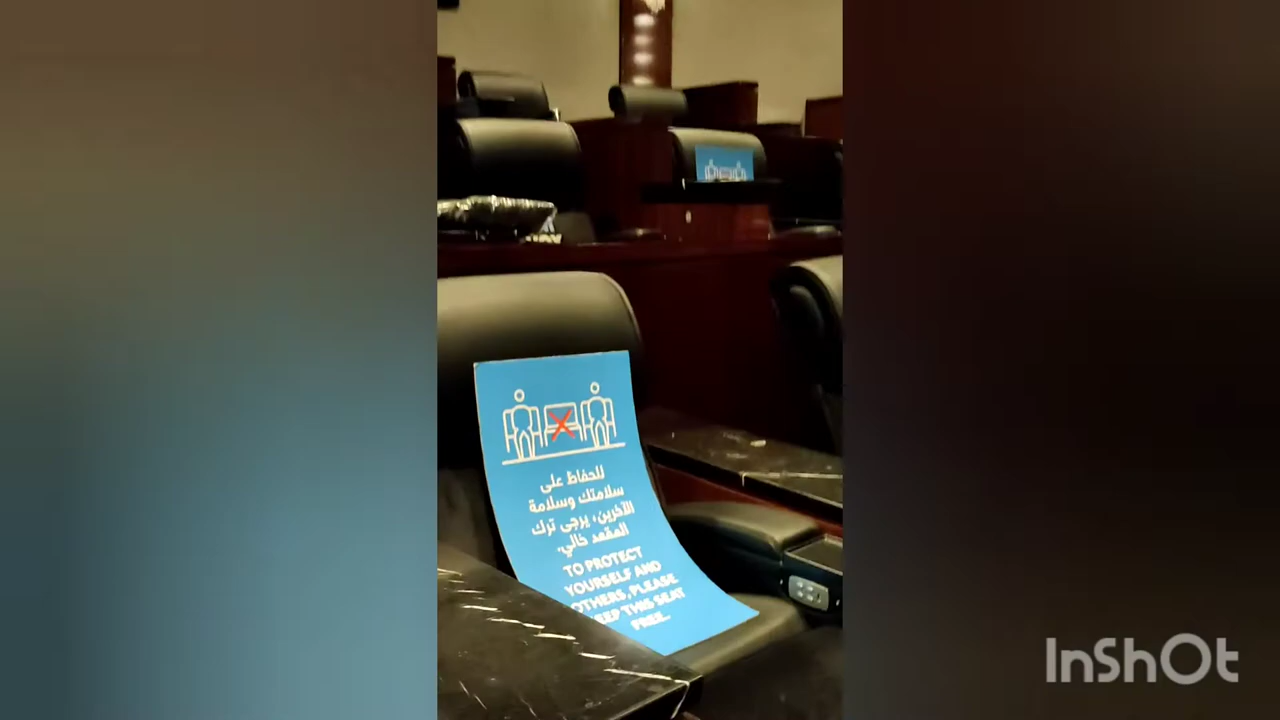 للحفاظ على
سلامتك وسلامة
الآخرين، يرجى ترك
المقعد خالي.
TO PROTECT
YOURSELF AND
OTHERS, PLEASE
KEEP THIS SEAT
FREE.
InShOt